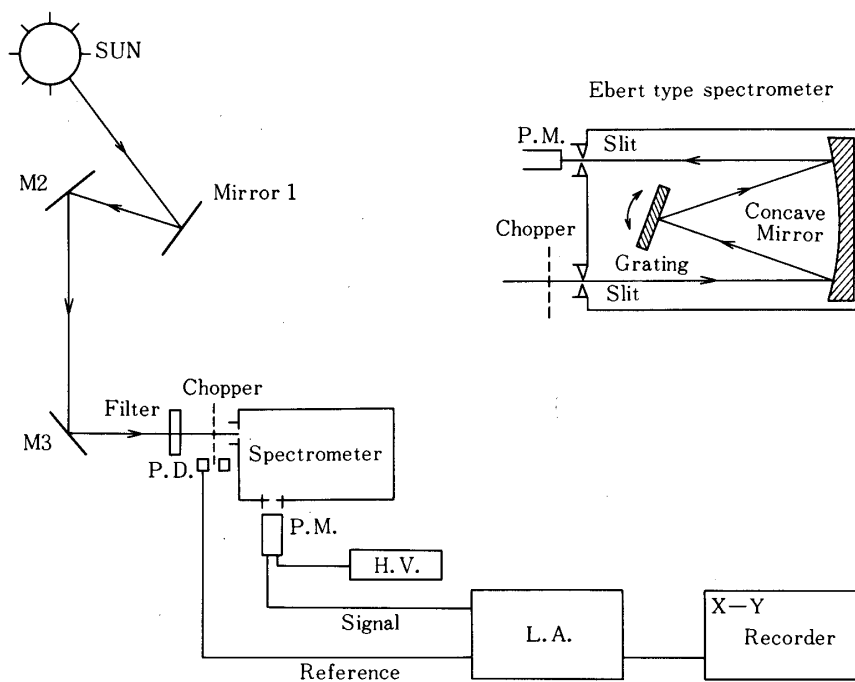 SUN
Ebert type spectrometer
P.M.
Slit
M2
Mirror 1
Concave
Mirror
Chopper
Grating
Slit
Chopper
Filter
M3
Spectrometer
P.D.
P.M.
H.V.
Signal
L.A.
X-Y
Recorder
Reference